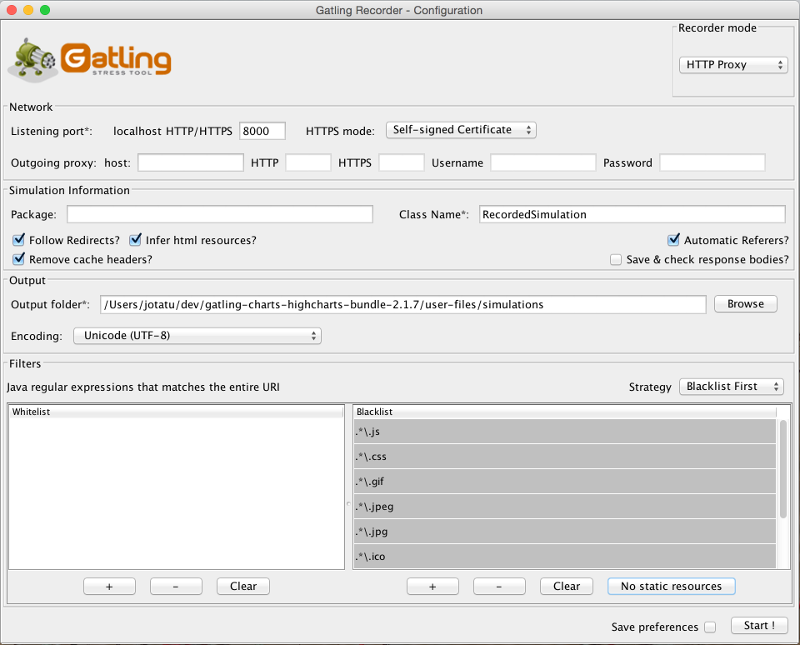 Gatling Recorder - Configuration
Gatling
STRESS TOOL
Recorder mode
HTTP Proxy
Network
Listening port*: localhost HTTP/HTTPS 8000 HTTPS mode: Self-signed Certificate
Outgoing proxy: host: HTTP HTTPS Username Password
Simulation Information
Package: Class Name*: RecordedSimulation
Follow Redirects? Infer html resources? Automatic Referers?
Remove cache headers? Save & check response bodies?
Output
Output folder*: /Users/jotatu/dev/gatling-charts-highcharts-bundle-2.1.7/user-files/simulations Browse
Encoding: Unicode (UTF-8)
Filters
Java regular expressions that matches the entire URI Strategy Blacklist First
Whitelist Blacklist
.*\.js
.*\.css
.*\.gif
.*\.jpeg
.*\.jpg
.*\.ico
+ - Clear + - Clear No static resources
Save preferences Start !